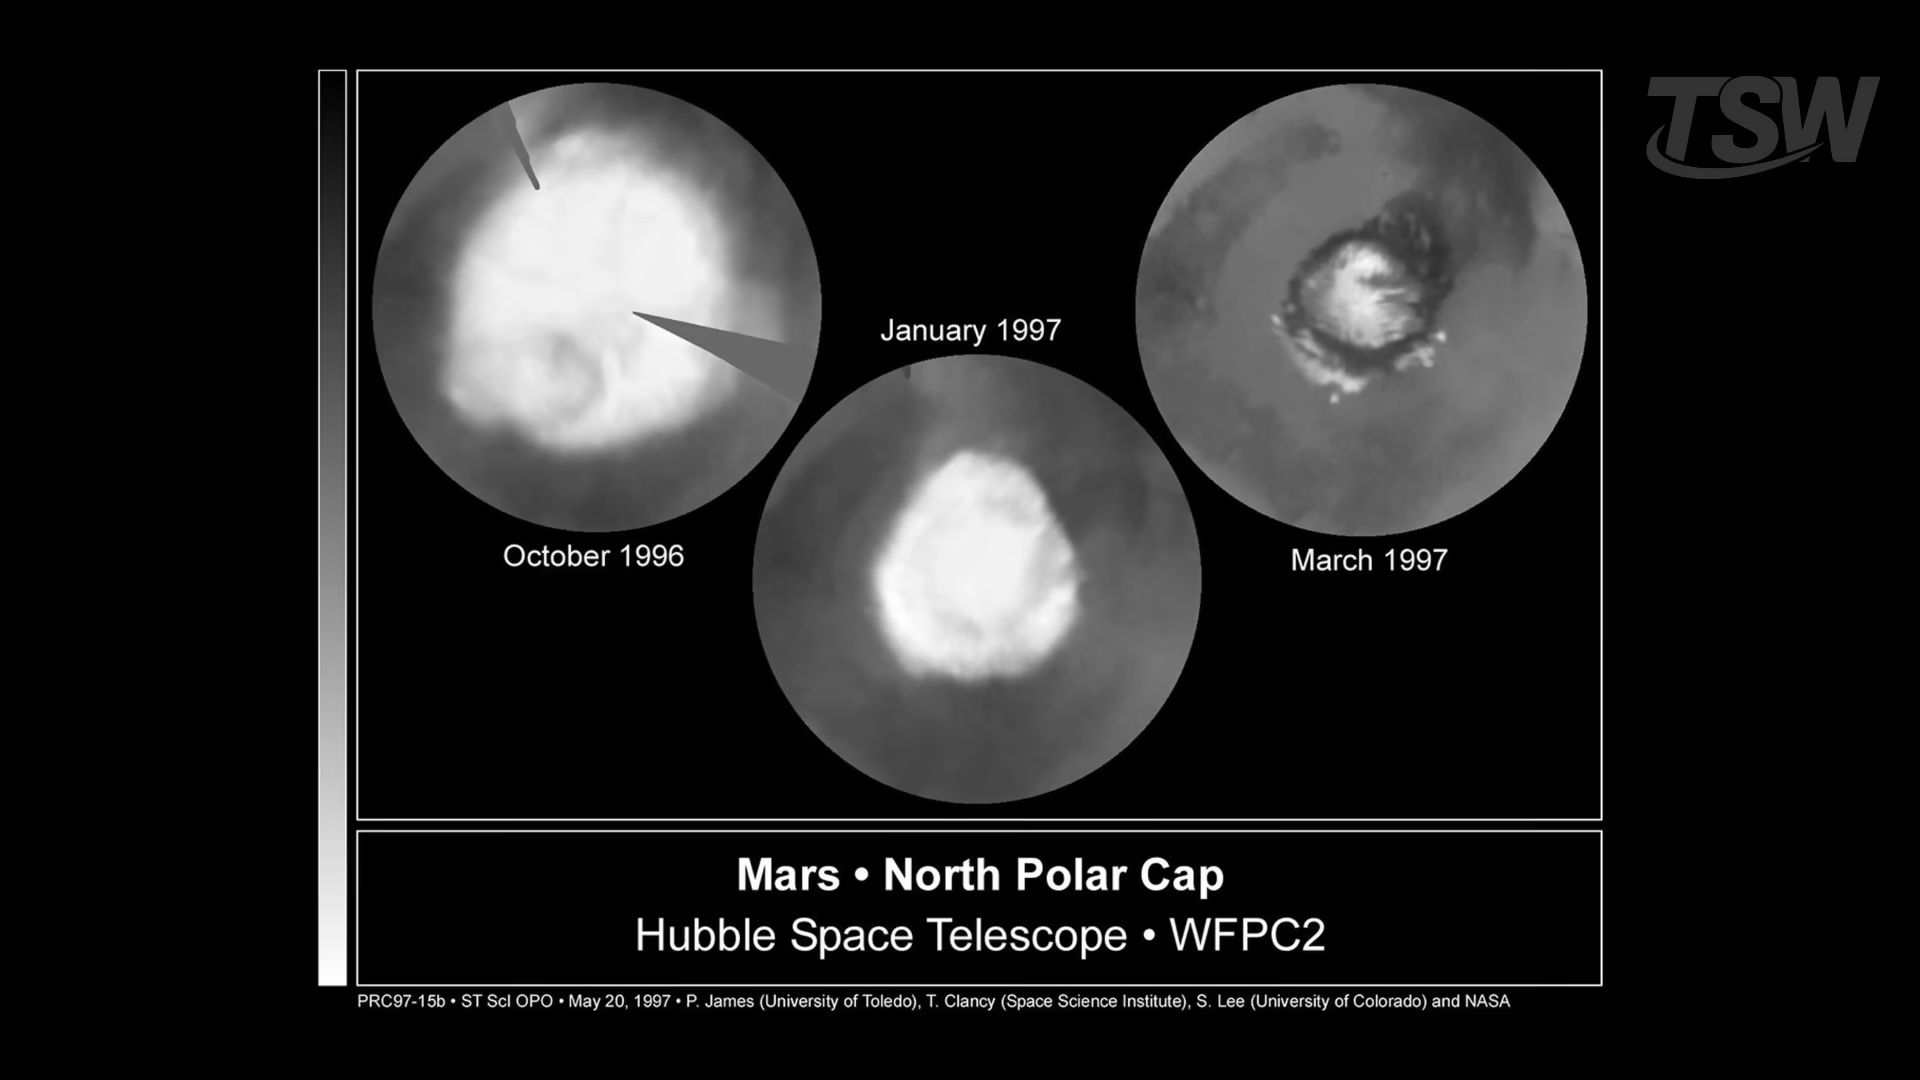 TSW
January 1997
October 1996
March 1997
Mars • North Polar Cap
Hubble Space Telescope • WFPC2
PRC97-15b • ST ScI OPO • May 20, 1997 • P. James (University of Toledo), T. Clancy (Space Science Institute), S. Lee (University of Colorado) and NASA